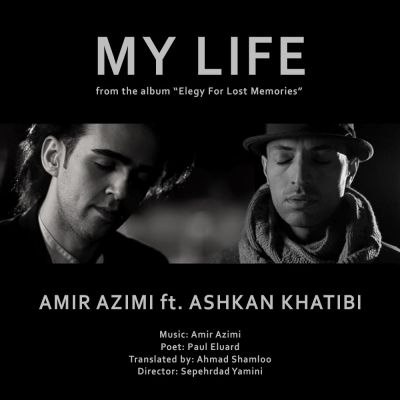 MY LIFE
from the album “Elegy For Lost Memories”
AMIR AZIMI ft. ASHKAN KHATIBI
Music: Amir Azimi
Poet: Paul Eluard
Translated by: Ahmad Shamloo
Director: Sepehrdad Yamini